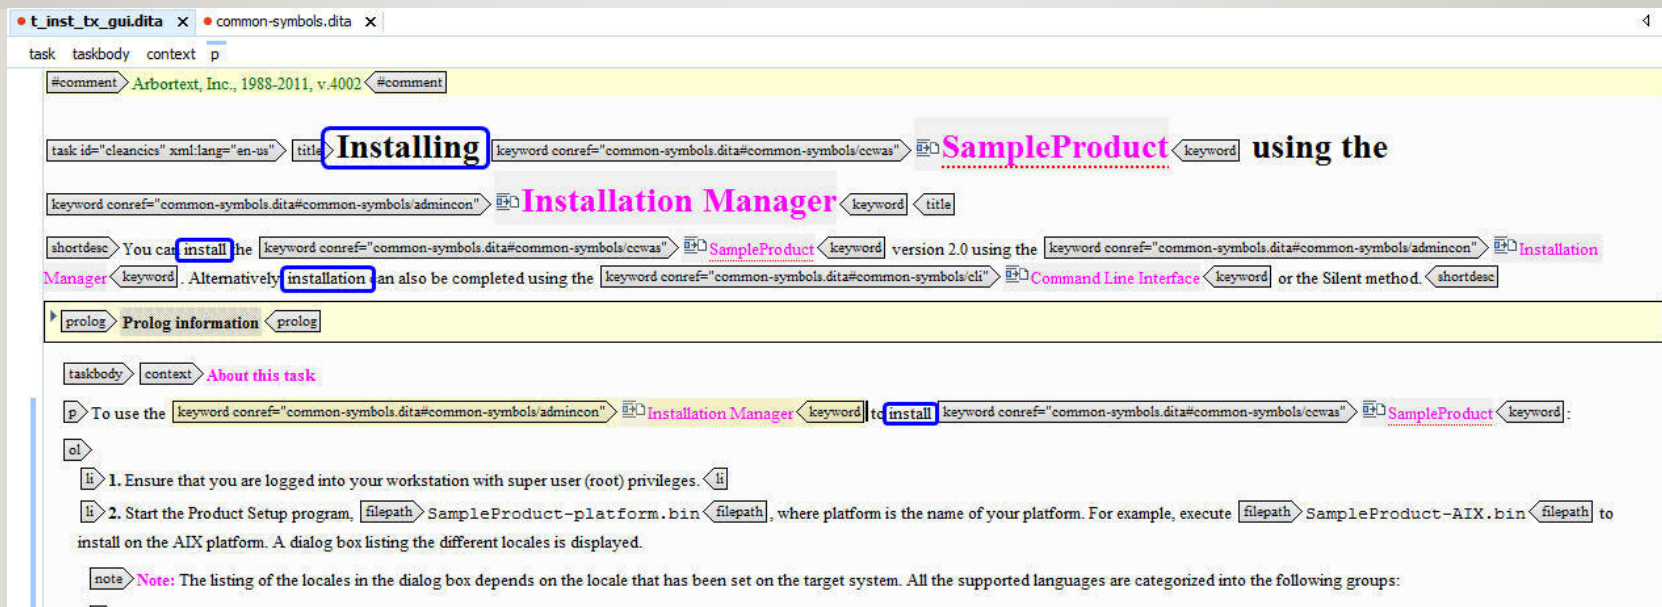 t_inst_tx_gui.dita × common-symbols.dita ×
task taskbody context p
#comment Arbortext, Inc., 1988-2011, v.4002 #comment
task id="cleancics" xml:lang="en-us" title Installing keyword conref="common-symbols.dita#common-symbols/ccwas" SampleProduct keyword using the
keyword conref="common-symbols.dita#common-symbols/admincon" Installation Manager keyword title
shortdesc You can install the keyword conref="common-symbols.dita#common-symbols/ccwas" SampleProduct keyword version 2.0 using the keyword conref="common-symbols.dita#common-symbols/admincon" Installation
Manager keyword . Alternatively installation can also be completed using the keyword conref="common-symbols.dita#common-symbols/cli" Command Line Interface keyword or the Silent method. shortdesc
prolog Prolog information prolog
taskbody context About this task
p To use the keyword conref="common-symbols.dita#common-symbols/admincon" Installation Manager keyword to install keyword conref="common-symbols.dita#common-symbols/ccwas" SampleProduct keyword :
ol
li 1. Ensure that you are logged into your workstation with super user (root) privileges. li
li 2. Start the Product Setup program, filepath SampleProduct-platform.bin filepath , where platform is the name of your platform. For example, execute filepath SampleProduct-AIX.bin filepath to
install on the AIX platform. A dialog box listing the different locales is displayed.
note Note: The listing of the locales in the dialog box depends on the locale that has been set on the target system. All the supported languages are categorized into the following groups: